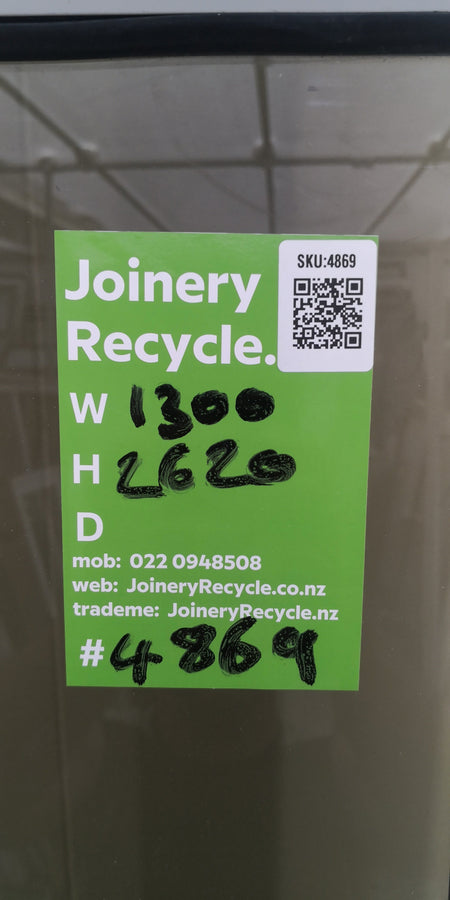 Joinery
Recycle.
SKU:4869
W 1300
H 2620
D
mob: 022 0948508
web: JoineryRecycle.co.nz
trademe: JoineryRecycle.nz
#4869